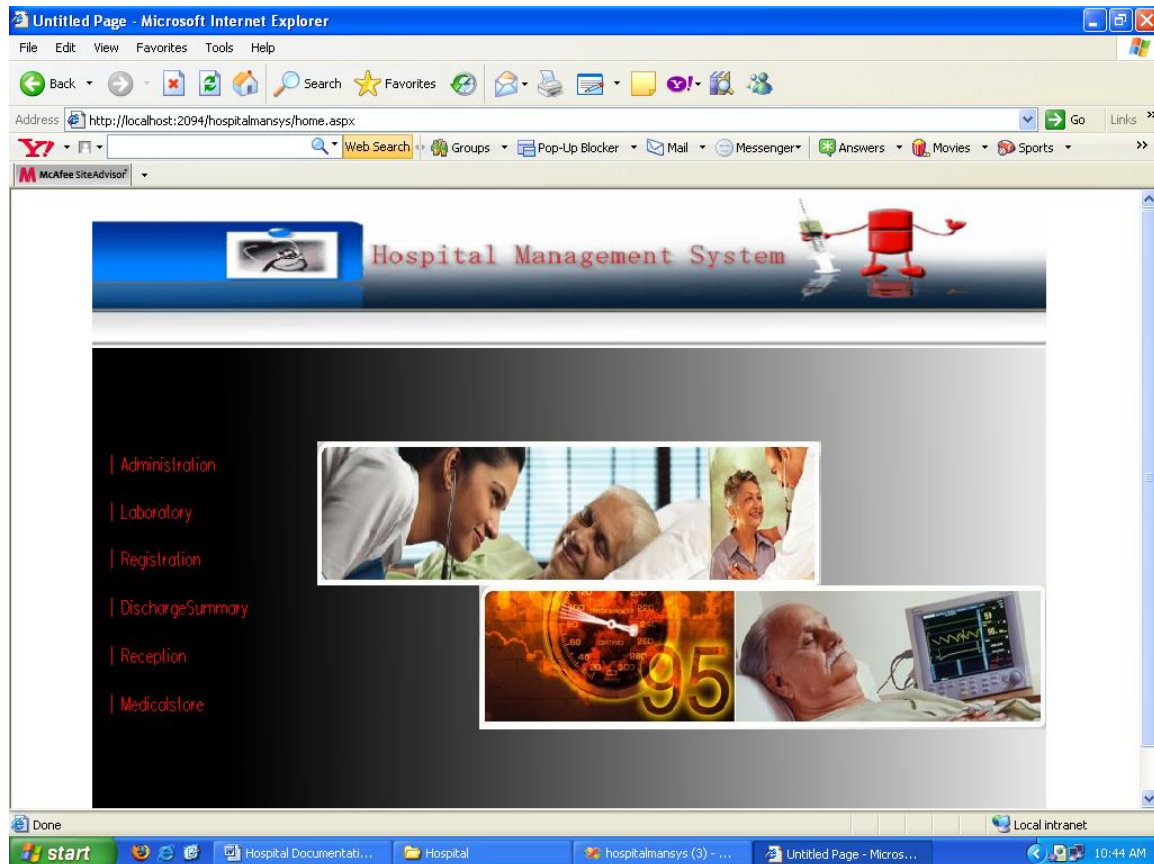 Untitled Page - Microsoft Internet Explorer
File Edit View Favorites Tools Help
Back Search Favorites
Address http://localhost:2094/hospitalmansys/home.aspx Go Links »
Y! Web Search Groups Pop-Up Blocker Mail Messenger Answers Movies Sports »
McAfee SiteAdvisor
Hospital Management System
| Administration
| Laboratory
| Registration
| DischargeSummary
| Reception
| Medicalstore
95
Done Local intranet
start Hospital Documentati... Hospital hospitalmansys (3) - ... Untitled Page - Micros... 10:44 AM